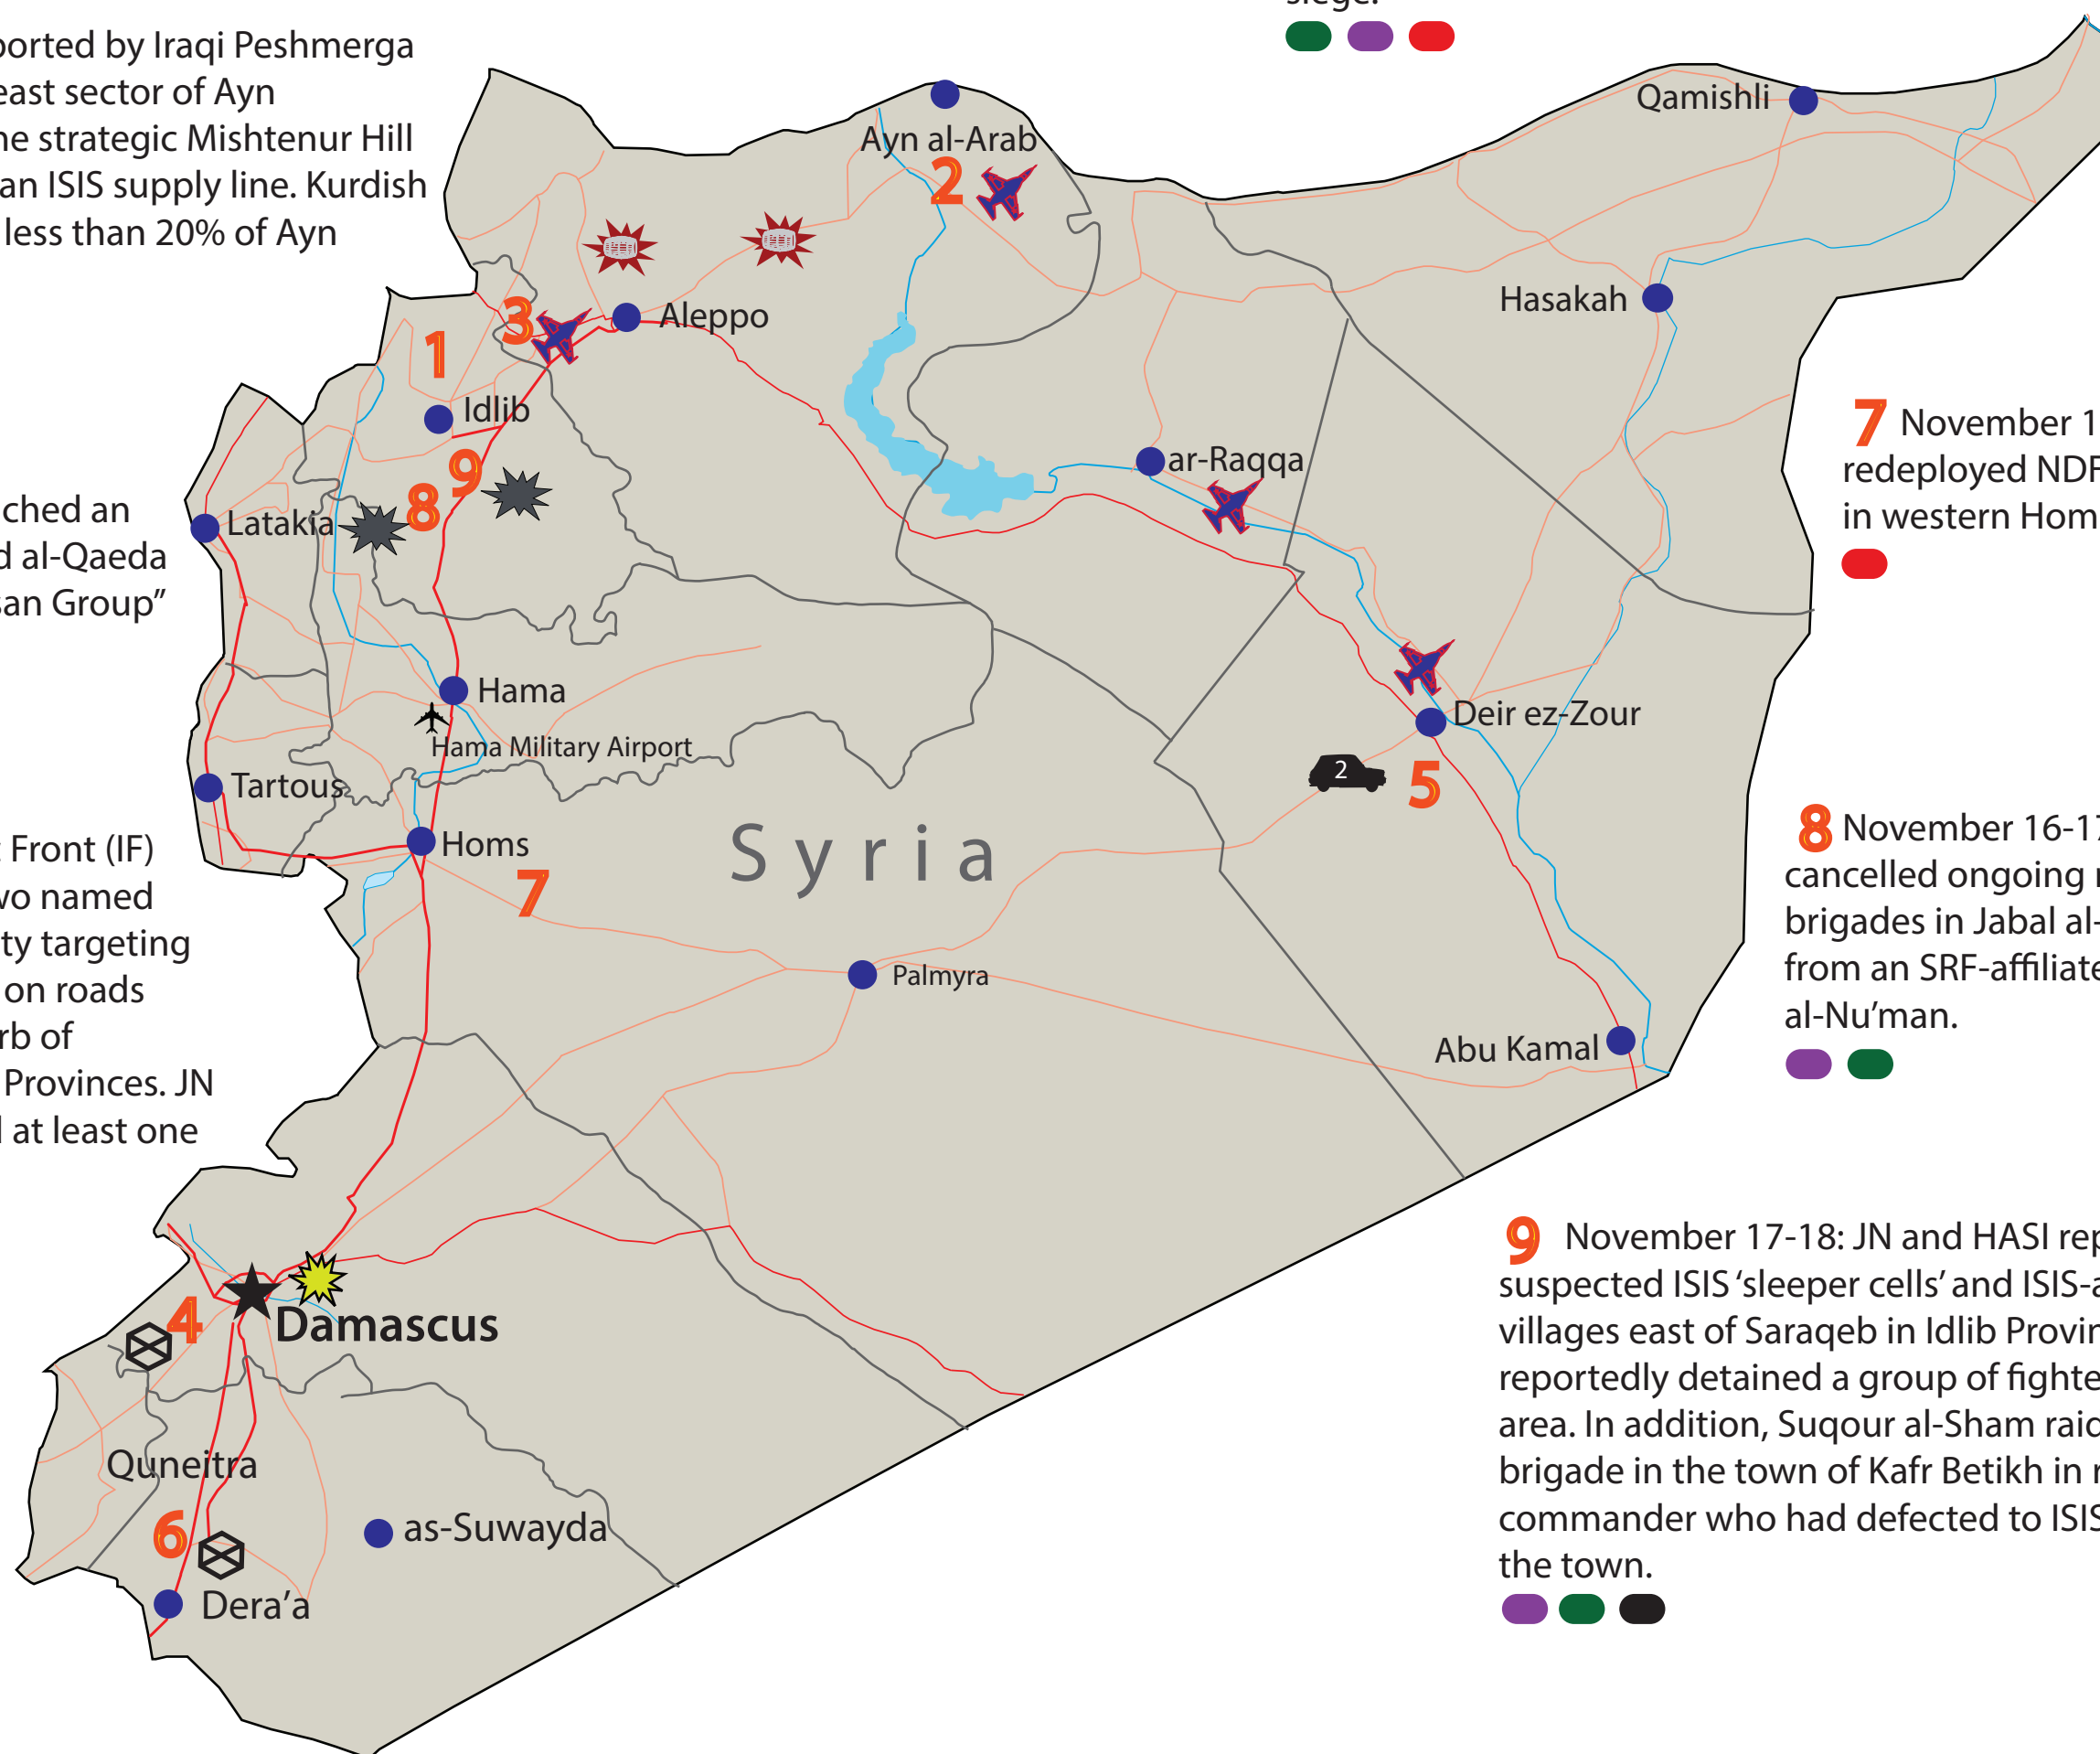 siege.
ported by Iraqi Peshmerga
east sector of Ayn
he strategic Mishtenur Hill
an ISIS supply line. Kurdish
less than 20% of Ayn
ched an
d al-Qaeda
san Group”
t Front (IF)
wo named
ty targeting
on roads
rb of
Provinces. JN
d at least one
Qamishli
Ayn al-Arab
2
Hasakah
3
Aleppo
1
Idlib
9
8
ar-Raqqa
Latakia
Hama
Hama Military Airport
Deir ez-Zour
2
5
Tartous
Homs
7
Syria
Palmyra
Abu Kamal
4
Damascus
Quneitra
6
as-Suwayda
Dera’a
7 November 1
redeployed NDF
in western Hom
8 November 16-17
cancelled ongoing
brigades in Jabal al-
from an SRF-affiliate
al-Nu’man.
9 November 17-18: JN and HASI rep
suspected ISIS ‘sleeper cells’ and ISIS-a
villages east of Saraqeb in Idlib Provin
reportedly detained a group of fighte
area. In addition, Suqour al-Sham raid
brigade in the town of Kafr Betikh in r
commander who had defected to ISIS
the town.